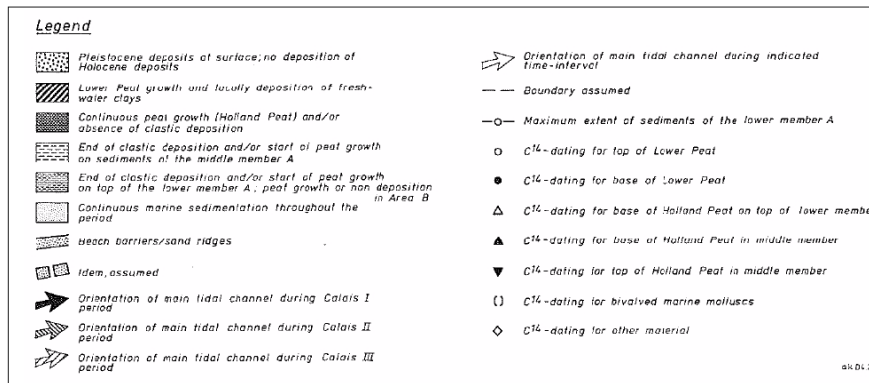 Legend
Pleistocene deposits at surface; no deposition of
Holocene deposits
Lower Peat growth and locally deposition of fresh-
water clays
Continuous peat growth (Holland Peat) and/or
absence of clastic deposition
End of clastic deposition and/or start of peat growth
on sediments of the middle member A
End of clastic deposition and/or start of peat growth
on top of the lower member A; peat growth or non deposition
in Area B
Continuous marine sedimentation throughout the
period
Beach barriers/sand ridges
Idem, assumed
Orientation of main tidal channel during Calais I
period
Orientation of main tidal channel during Calais II
period
Orientation of main tidal channel during Calais III
period
Orientation of main tidal channel during indicated
time-interval
Boundary assumed
Maximum extent of sediments of the lower member A
C14-dating for top of Lower Peat
C14-dating for base of Lower Peat
C14-dating for base of Holland Peat on top of lower membe
C14-dating for base of Holland Peat in middle member
C14-dating for top of Holland Peat in middle member
C14-dating for bivalved marine molluscs
C14-dating for other material